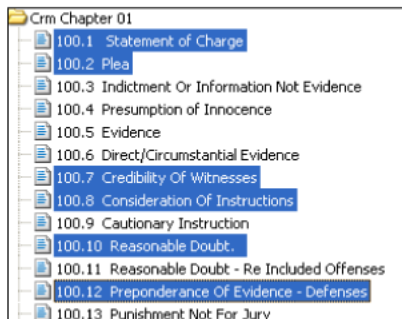 Crm Chapter 01
100.1 Statement of Charge
100.2 Plea
100.3 Indictment Or Information Not Evidence
100.4 Presumption of Innocence
100.5 Evidence
100.6 Direct/Circumstantial Evidence
100.7 Credibility Of Witnesses
100.8 Consideration Of Instructions
100.9 Cautionary Instruction
100.10 Reasonable Doubt.
100.11 Reasonable Doubt - Re Included Offenses
100.12 Preponderance Of Evidence - Defenses
100.13 Punishment Not For Jury